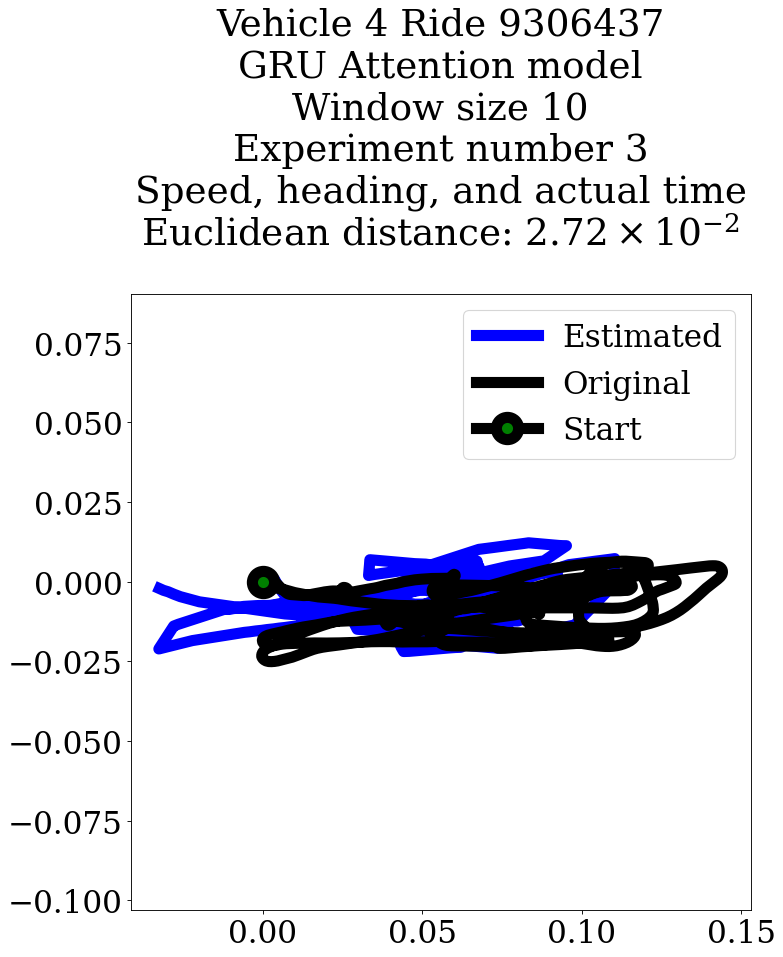 Vehicle 4 Ride 9306437
GRU Attention model
Window size 10
Experiment number 3
Speed, heading, and actual time
Euclidean distance: 2.72 × 10⁻²
Estimated
Original
Start
0.075
0.050
0.025
0.000
−0.025
−0.050
−0.075
−0.100
0.00 0.05 0.10 0.15